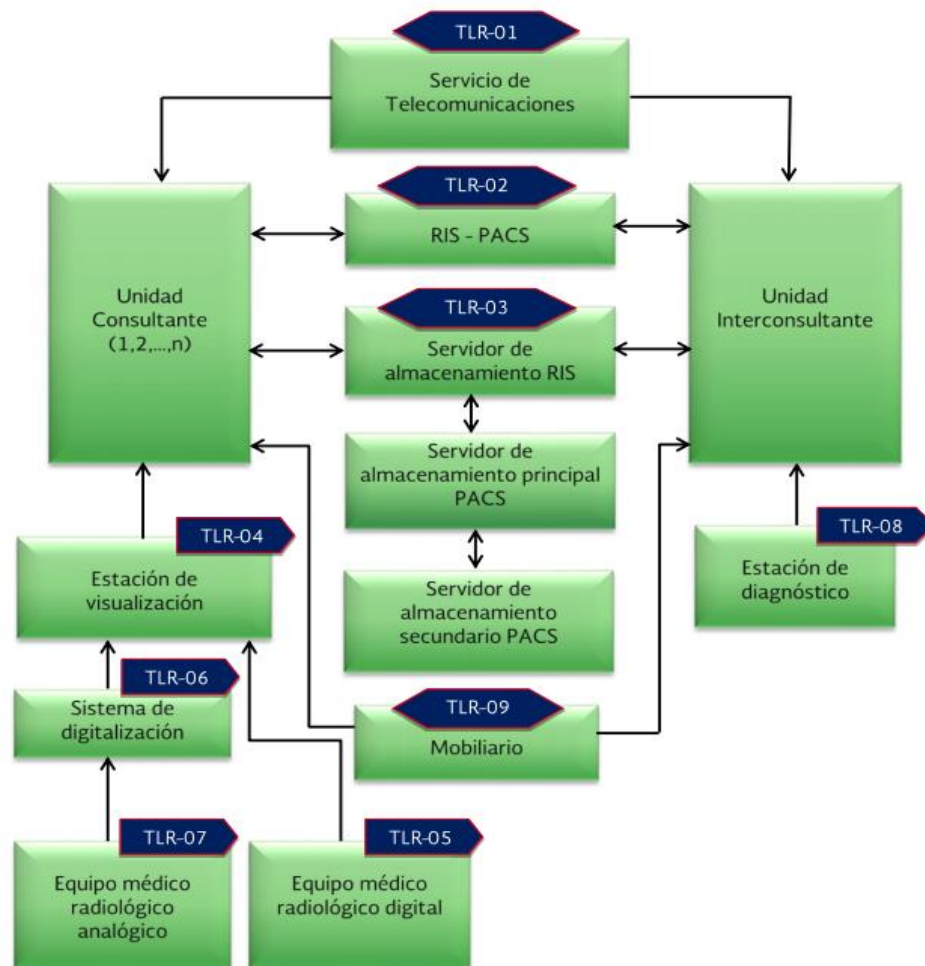 TLR-01
Servicio de
Telecomunicaciones
TLR-02
RIS - PACS
Unidad
Consultante
(1,2,...,n)
Unidad
Interconsultante
TLR-03
Servidor de
almacenamiento RIS
Servidor de
almacenamiento principal
PACS
TLR-04
Estación de
visualización
Servidor de
almacenamiento
secundario PACS
TLR-08
Estación de
diagnóstico
TLR-06
Sistema de
digitalización
TLR-09
Mobiliario
TLR-07
Equipo médico
radiológico
analógico
TLR-05
Equipo médico
radiológico digital